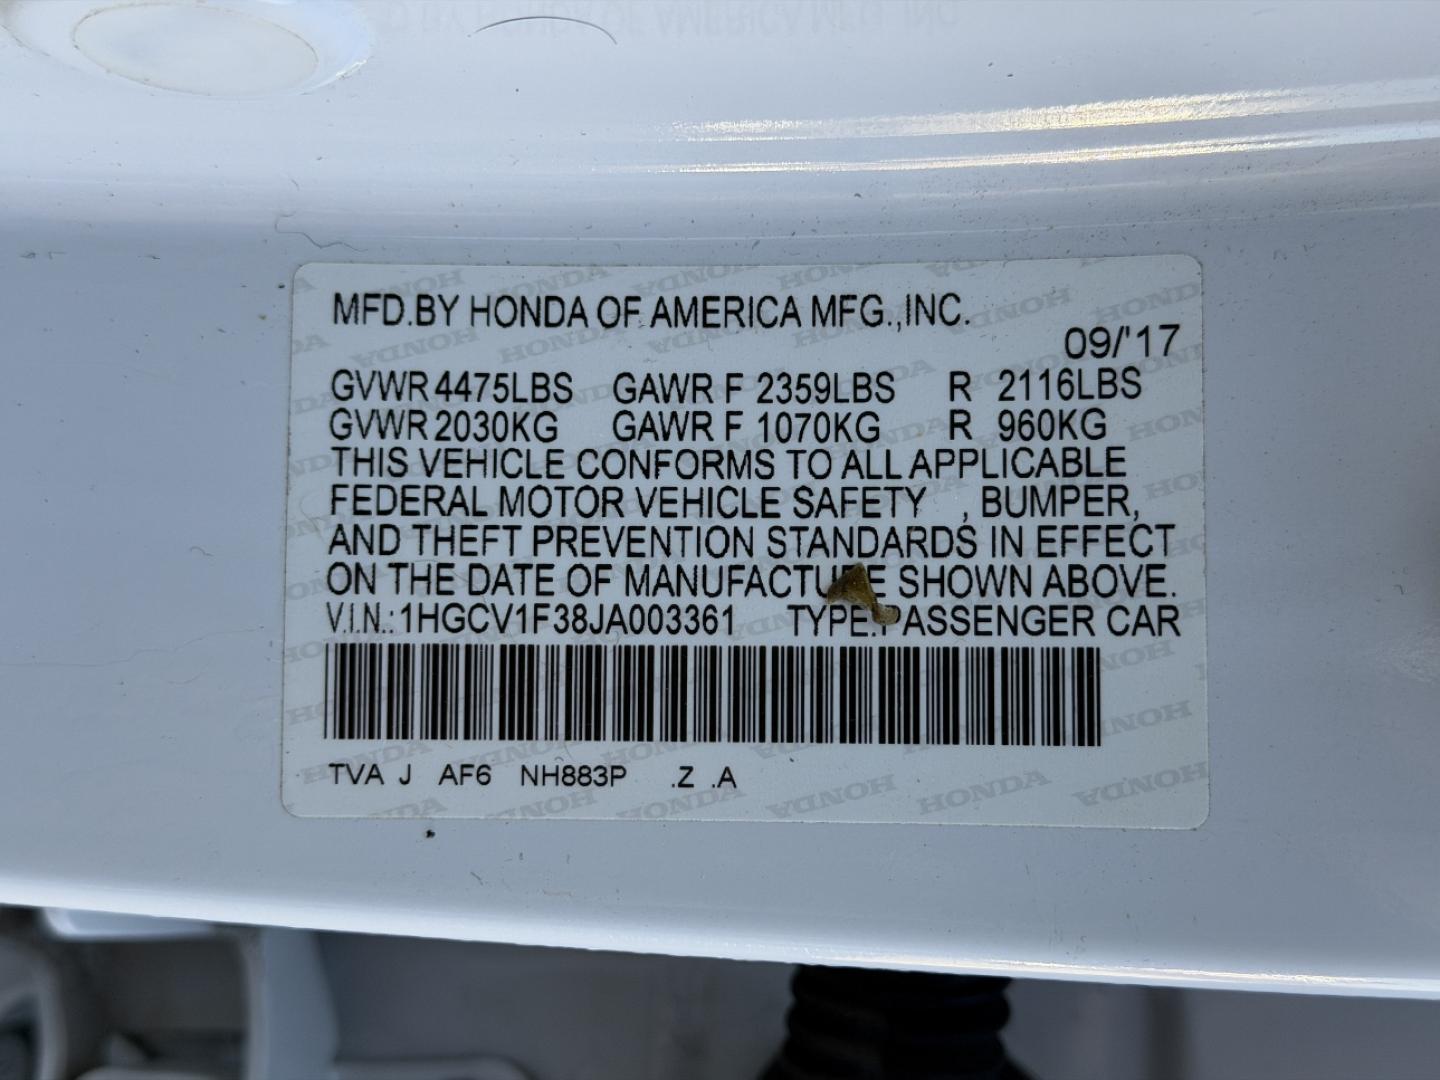 MFD.BY HONDA OF AMERICA MFG.,INC.
09/'17
GVWR 4475LBS GAWR F 2359LBS R 2116LBS
GVWR 2030KG GAWR F 1070KG R 960KG
THIS VEHICLE CONFORMS TO ALL APPLICABLE
FEDERAL MOTOR VEHICLE SAFETY , BUMPER,
AND THEFT PREVENTION STANDARDS IN EFFECT
ON THE DATE OF MANUFACTURE SHOWN ABOVE.
V.I.N.: 1HGCV1F38JA003361 TYPE:PASSENGER CAR
TVA J AF6 NH883P .Z .A